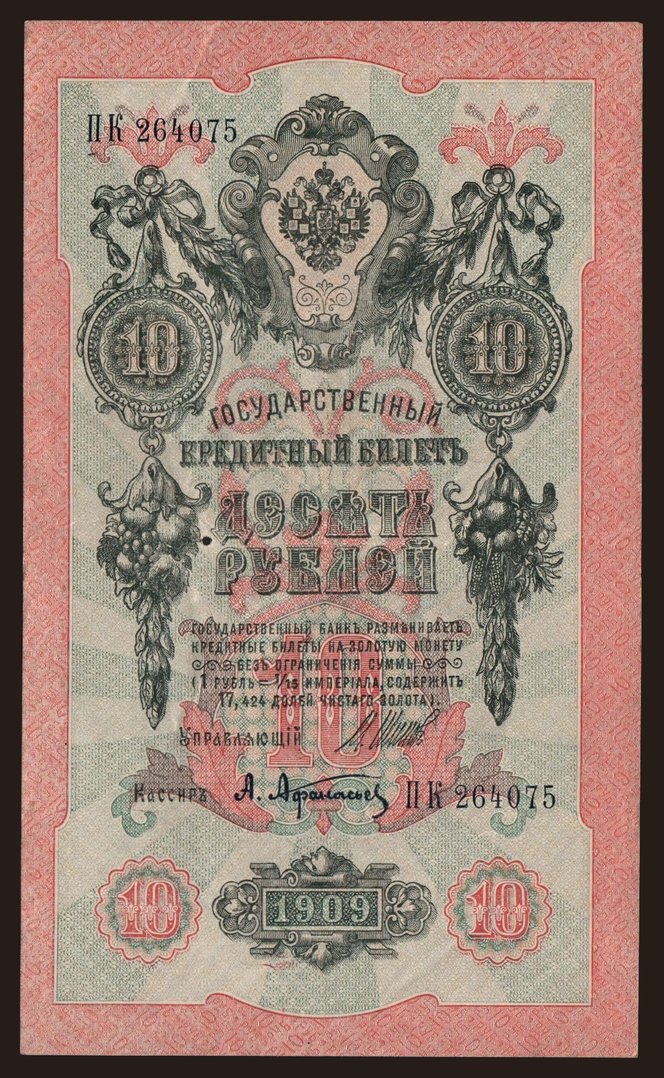 ПК 264075
10 10
ГОСУДАРСТВЕННЫЙ
КРЕДИТНЫЙ БИЛЕТЪ
ДЕСЯТЬ
РУБЛЕЙ
ГОСУДАРСТВЕННЫЙ БАНКЪ РАЗМѢНИВАЕТЪ
КРЕДИТНЫЕ БИЛЕТЫ НА ЗОЛОТУЮ МОНЕТУ
БЕЗЪ ОГРАНИЧЕНІЯ СУММЫ
(1 РУБЛЬ = 1/15 ИМПЕРІАЛА, СОДЕРЖИТЪ
17,424 ДОЛЕЙ ЧИСТАГО ЗОЛОТА).
10
Управляющій
Кассиръ А. Афанасьев ПК 264075
10 1909 10